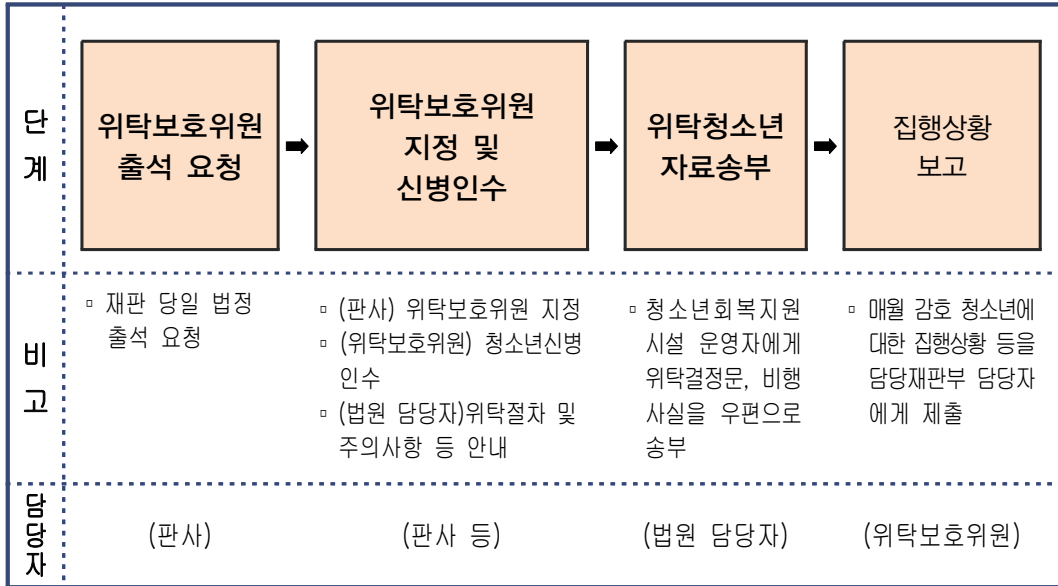 단
계
위탁보호위원
출석 요청
➡
위탁보호위원
지정 및
신병인수
➡
위탁청소년
자료송부
➡
집행상황
보고
비
고
▫ 재판 당일 법정
출석 요청
▫ (판사) 위탁보호위원 지정
▫ (위탁보호위원) 청소년신병
인수
▫ (법원 담당자)위탁절차 및
주의사항 등 안내
▫ 청소년회복지원
시설 운영자에게
위탁결정문, 비행
사실을 우편으로
송부
▫ 매월 감호 청소년에
대한 집행상황 등을
담당재판부 담당자
에게 제출
담
당
자
(판사)
(판사 등)
(법원 담당자)
(위탁보호위원)